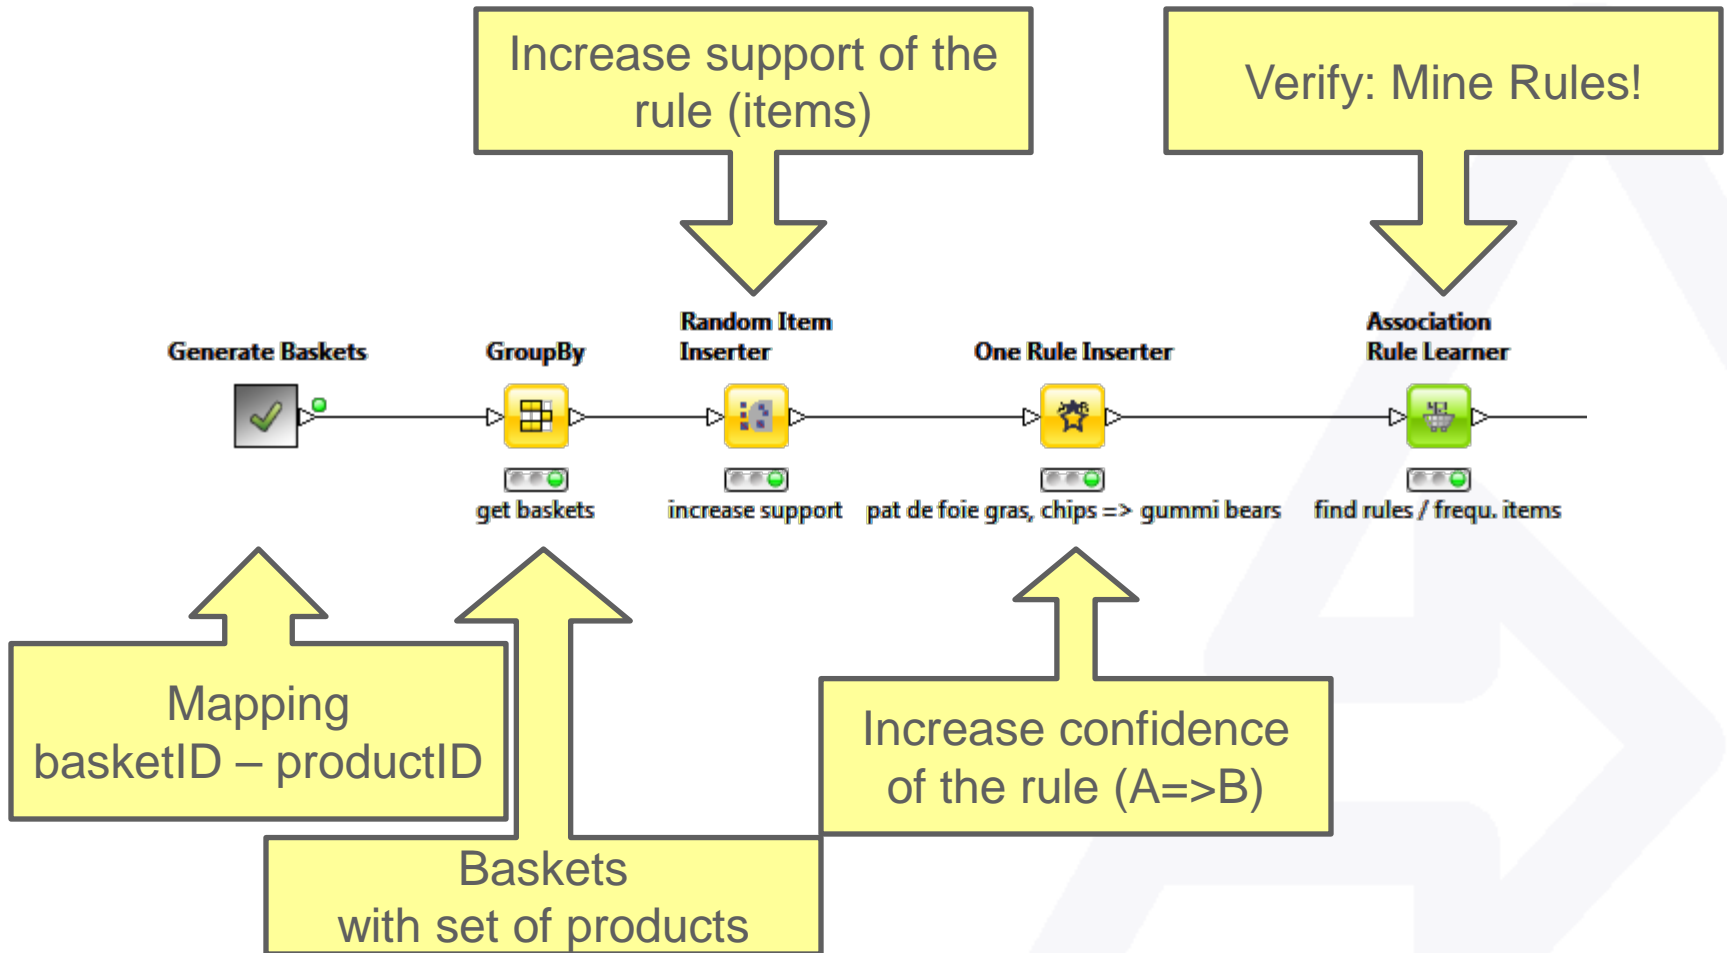 Increase support of the
rule (items)
Verify: Mine Rules!
Generate Baskets
GroupBy
Random Item
Inserter
One Rule Inserter
Association
Rule Learner
get baskets
increase support
pat de foie gras, chips => gummi bears
find rules / frequ. items
Mapping
basketID – productID
Increase confidence
of the rule (A=>B)
Baskets
with set of products